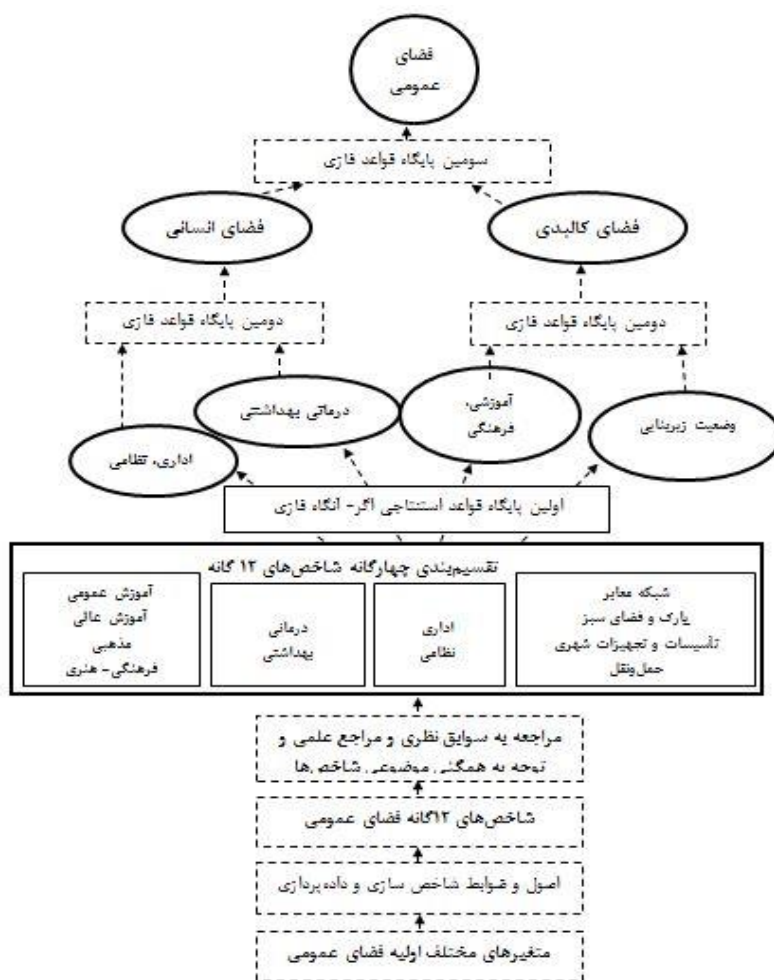 فضای
عمومی
سومین پایگاه قواعد فازی
فضای کالبدی
فضای انسانی
دومین پایگاه قواعد فازی
دومین پایگاه قواعد فازی
وضعیت زیربنایی
آموزشی،
فرهنگی
درمانی بهداشتی
اداری، نظامی
اولین پایگاه قواعد استنتاجی اگر- آنگاه فازی
تقسیم‌بندی چهارگانه شاخص‌های ۱۲ گانه
شبکه معابر
پارک و فضای سبز
تأسیسات و تجهیزات شهری
حمل‌ونقل
اداری
نظامی
درمانی
بهداشتی
آموزش عمومی
آموزش عالی
مذهبی
فرهنگی- هنری
مراجعه به سوابق نظری و مراجع علمی و
توجه به همگنی موضوعی شاخص‌ها
شاخص‌های ۱۲گانه فضای عمومی
اصول و ضوابط شاخص سازی و داده‌پردازی
متغیرهای مختلف اولیه فضای عمومی